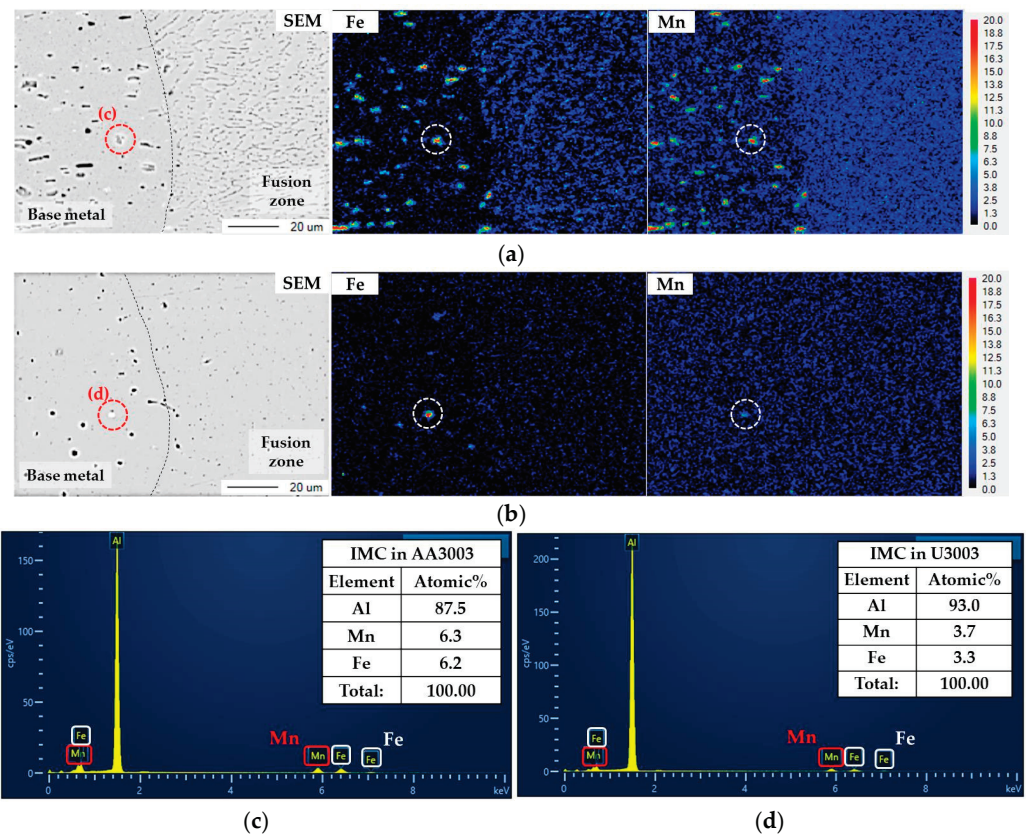 SEM
Fe
Mn
(c)
Base metal
Fusion
zone
20 um
20.0
18.8
17.5
16.3
15.0
13.8
12.5
11.3
10.0
8.8
7.5
6.3
5.0
3.8
2.5
1.3
0.0
(a)
SEM
Fe
Mn
(d)
Base metal
Fusion
zone
20 um
20.0
18.8
17.5
16.3
15.0
13.8
12.5
11.3
10.0
8.8
7.5
6.3
5.0
3.8
2.5
1.3
0.0
(b)
Al
IMC in AA3003
Element Atomic%
Al 87.5
Mn 6.3
Fe 6.2
Total: 100.00
150
100
50
0
cps/eV
Fe
Mn
Mn
Fe
Mn
Fe
Fe
0 2 4 6 8 keV
(c)
Al
IMC in U3003
Element Atomic%
Al 93.0
Mn 3.7
Fe 3.3
Total: 100.00
200
150
100
50
0
cps/eV
Fe
Mn
Mn
Fe
Mn
Fe
Fe
0 2 4 6 8 keV
(d)